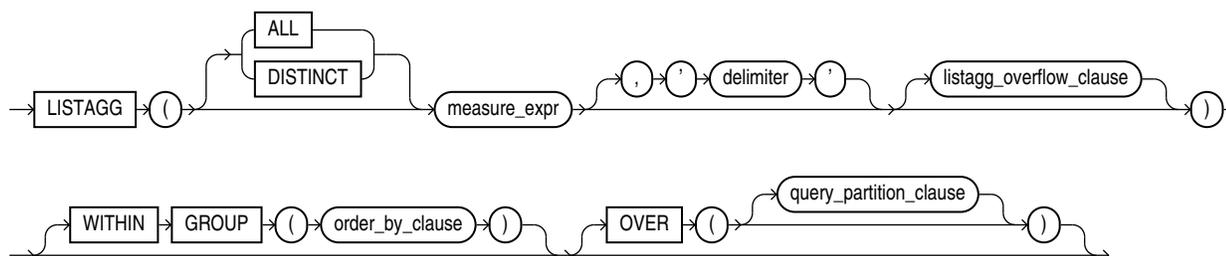 ALL
DISTINCT
LISTAGG ( measure_expr , ' delimiter ' listagg_overflow_clause )
WITHIN GROUP ( order_by_clause ) OVER ( query_partition_clause )